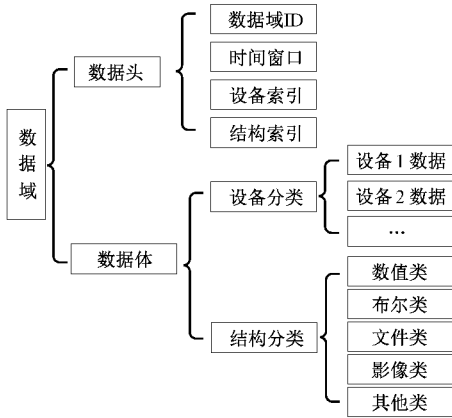 数据域
数据头
数据域ID
时间窗口
设备索引
结构索引
数据体
设备分类
设备1数据
设备2数据
…
结构分类
数值类
布尔类
文件类
影像类
其他类